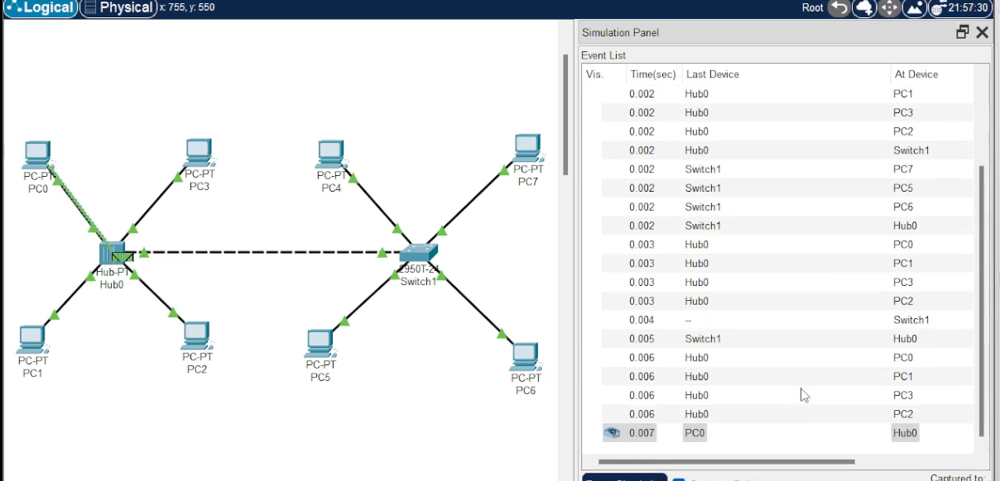 Logical Physical x: 755, y: 550 Root 21:57:30
Simulation Panel
Event List
Vis. Time(sec) Last Device At Device
0.002 Hub0 PC1
0.002 Hub0 PC3
0.002 Hub0 PC2
0.002 Hub0 Switch1
0.002 Switch1 PC7
0.002 Switch1 PC5
0.002 Switch1 PC6
0.002 Switch1 Hub0
0.003 Hub0 PC0
0.003 Hub0 PC1
0.003 Hub0 PC3
0.003 Hub0 PC2
0.004 -- Switch1
0.005 Switch1 Hub0
0.006 Hub0 PC0
0.006 Hub0 PC1
0.006 Hub0 PC3
0.006 Hub0 PC2
0.007 PC0 Hub0
Captured to:
PC-PT
PC0
PC-PT
PC3
PC-PT
PC4
PC-PT
PC7
Hub-PT
Hub0
2950T-24
Switch1
PC-PT
PC1
PC-PT
PC2
PC-PT
PC5
PC-PT
PC6